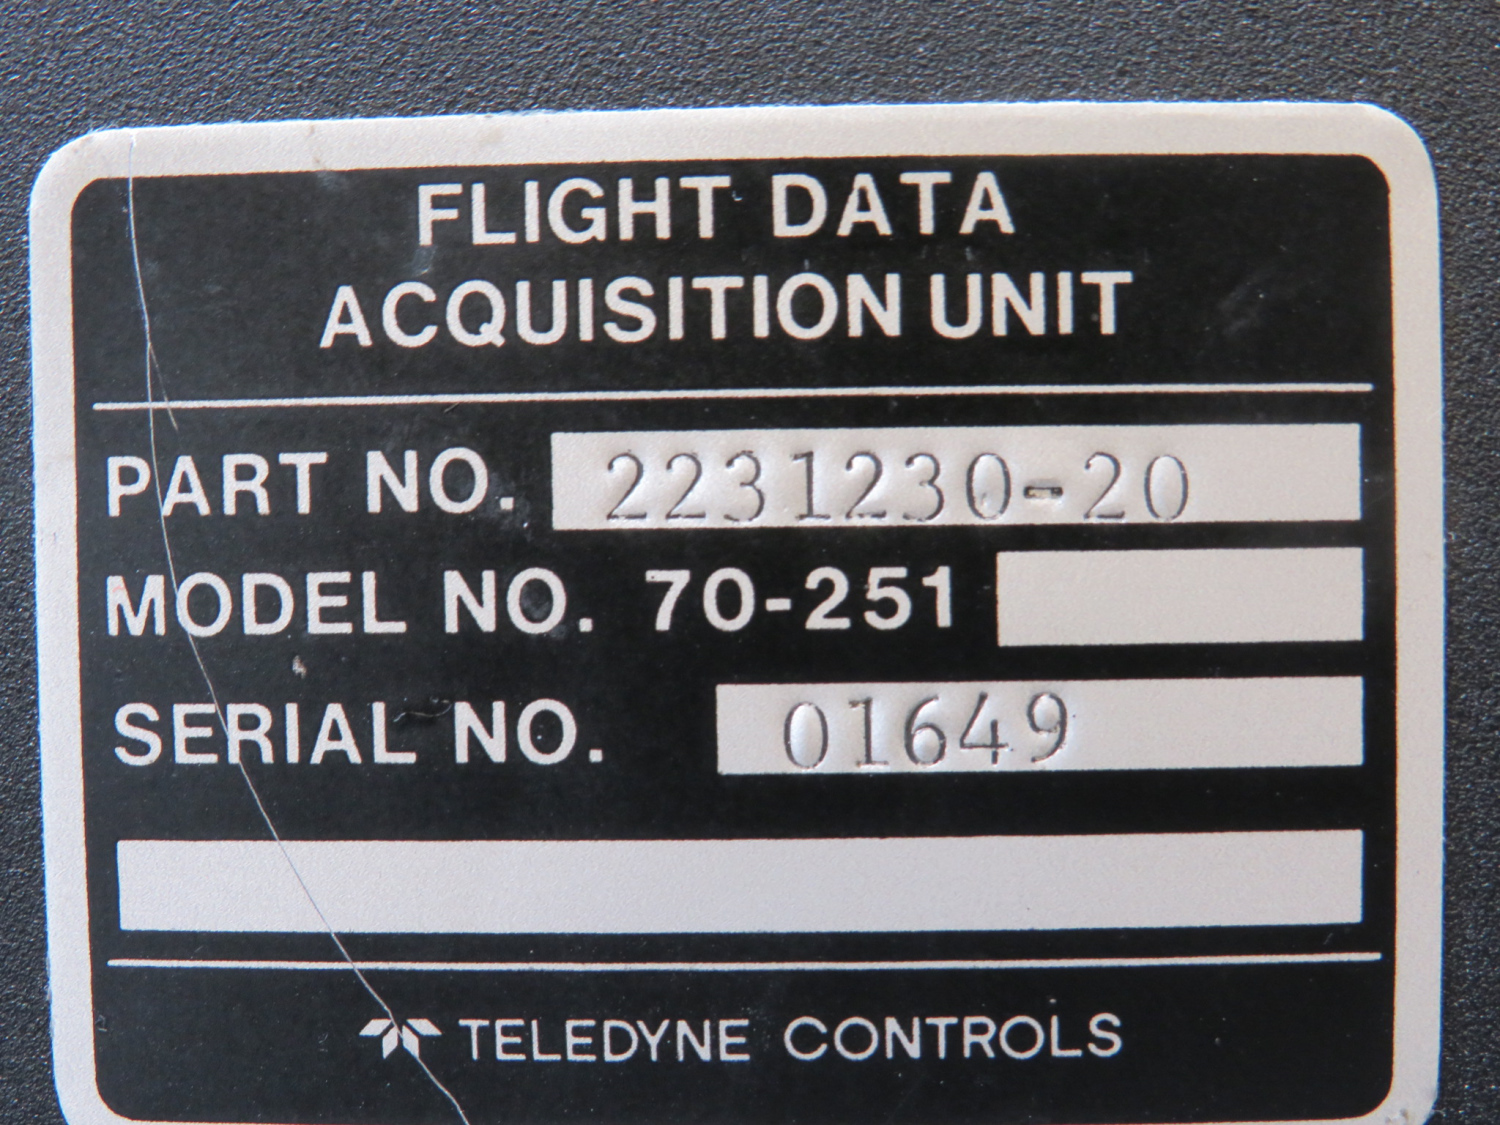 FLIGHT DATA
ACQUISITION UNIT
PART NO. 2231230-20
MODEL NO. 70-251
SERIAL NO. 01649
TELEDYNE CONTROLS